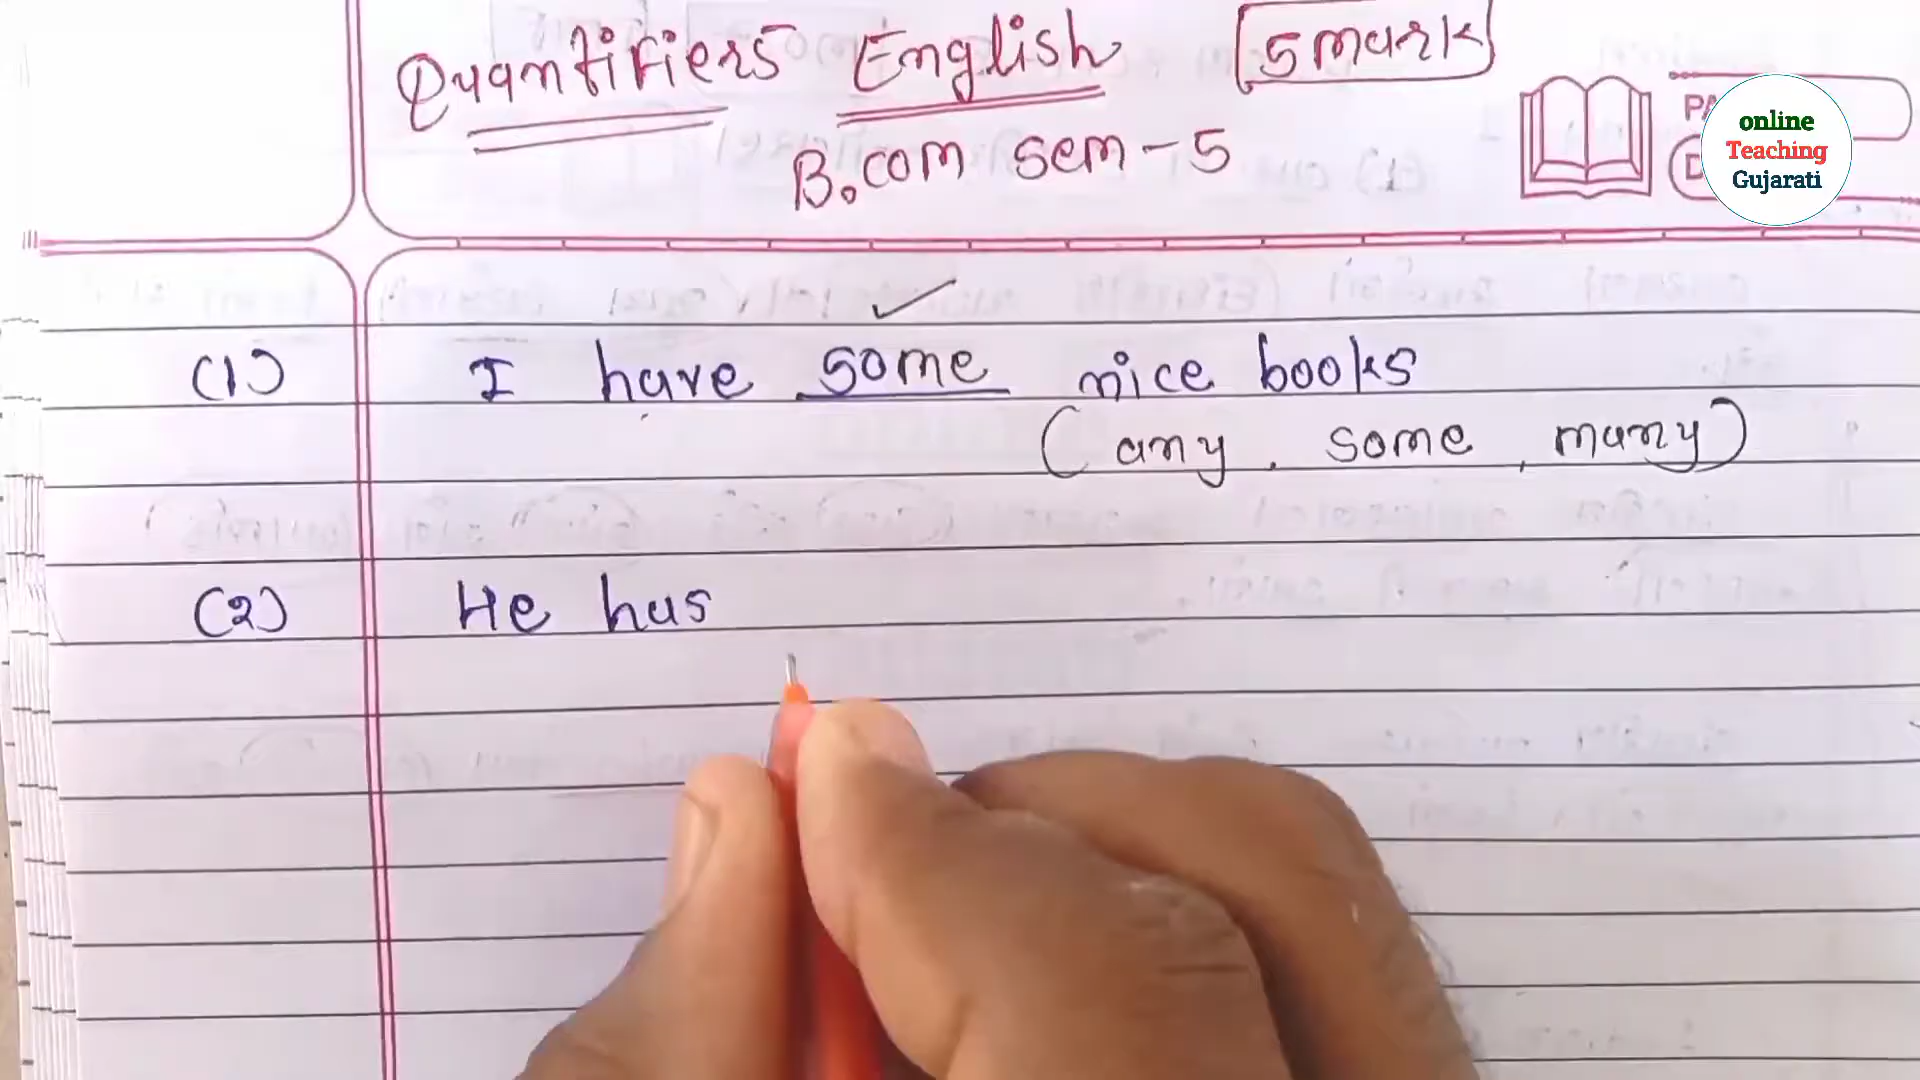 Quantifiers English [5 mark]
B.com sem-5
online
Teaching
Gujarati
(1) I have some nice books
(any, some, many)
(2) He has